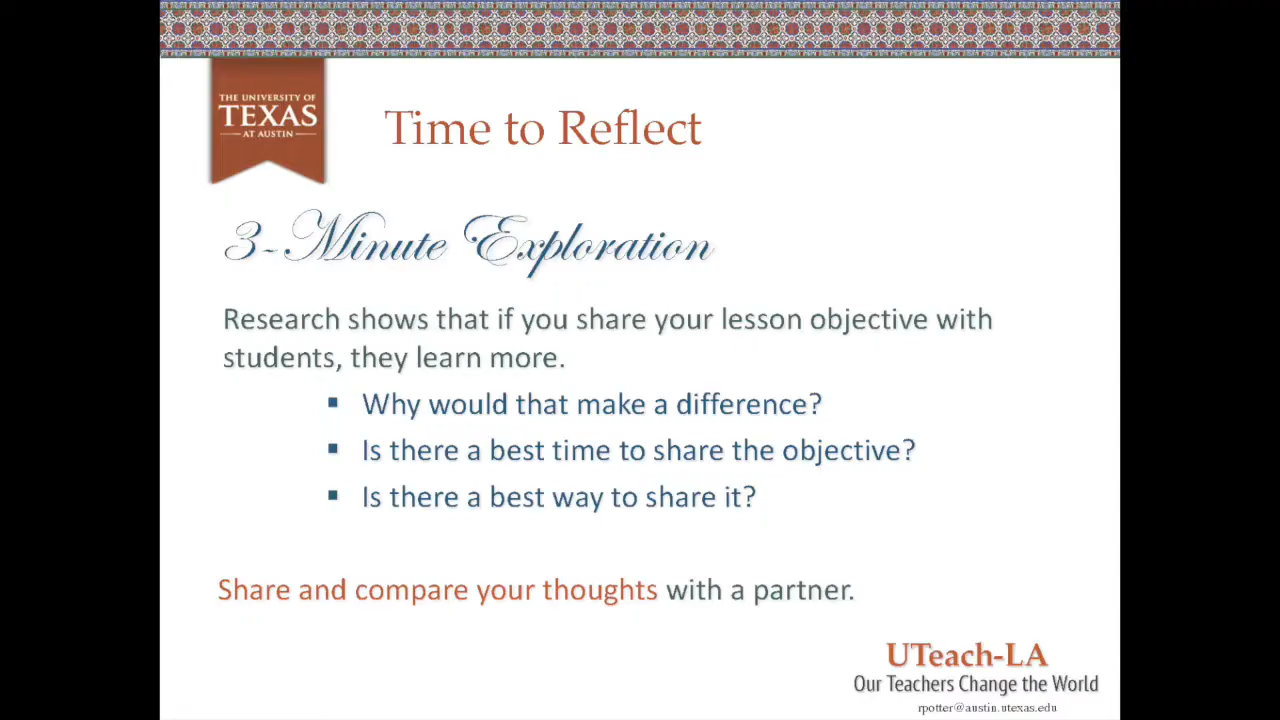 THE UNIVERSITY OF
TEXAS
AT AUSTIN
Time to Reflect
3-Minute Exploration
Research shows that if you share your lesson objective with
students, they learn more.
▪ Why would that make a difference?
▪ Is there a best time to share the objective?
▪ Is there a best way to share it?
Share and compare your thoughts with a partner.
UTeach-LA
Our Teachers Change the World
rpotter@austin.utexas.edu